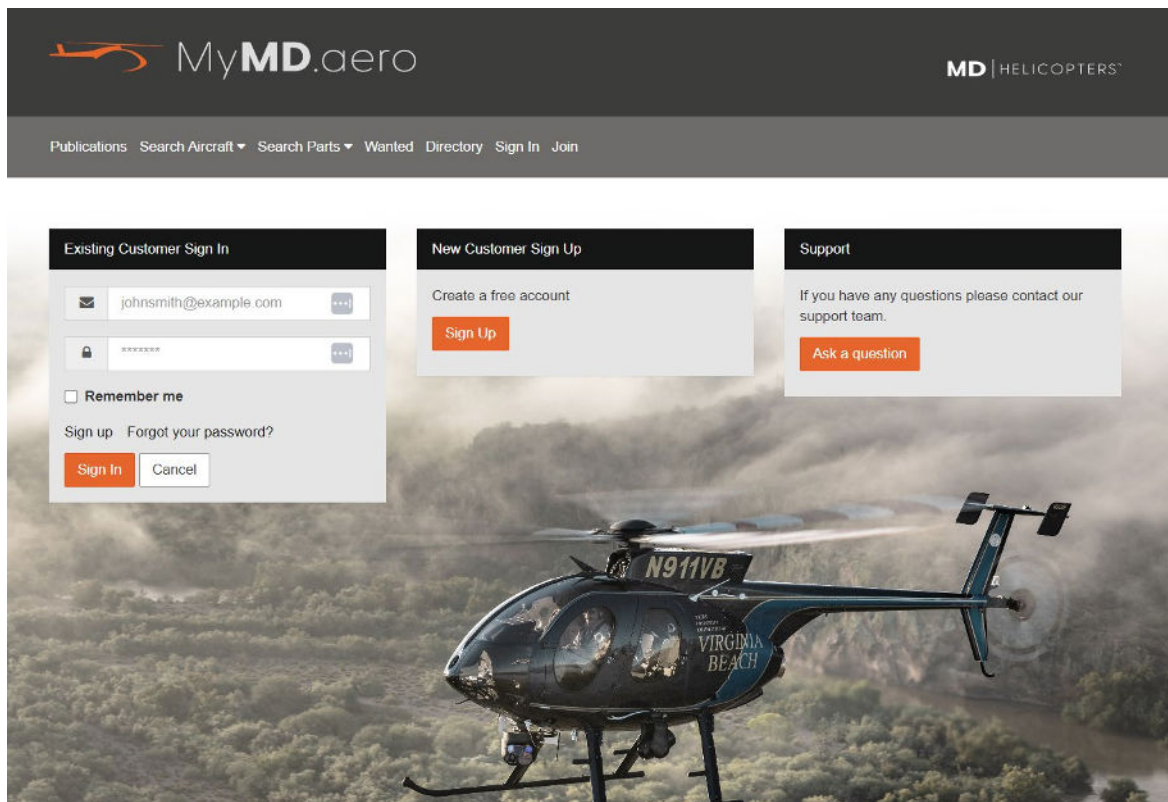 MyMD.aero
MD | HELICOPTERS™
Publications Search Aircraft Search Parts Wanted Directory Sign In Join
Existing Customer Sign In
johnsmith@example.com
*******
Remember me
Sign up Forgot your password?
Sign In Cancel
New Customer Sign Up
Create a free account
Sign Up
Support
If you have any questions please contact our
support team.
Ask a question
N911VB
VIRGINIA
BEACH